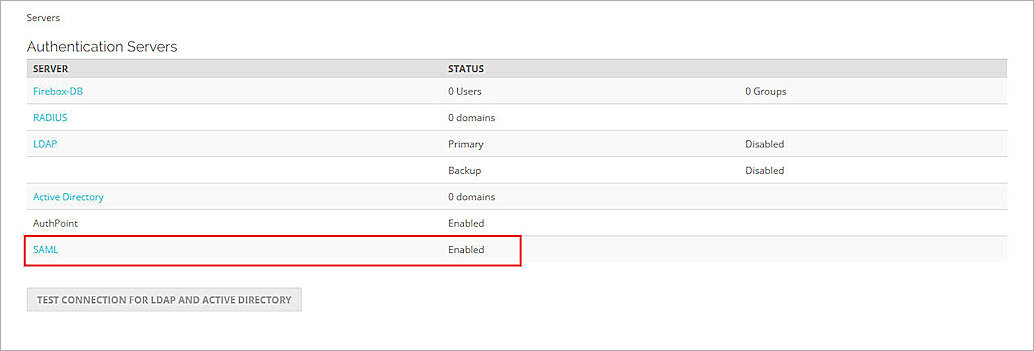 Servers
Authentication Servers
SERVER STATUS
Firebox-DB 0 Users 0 Groups
RADIUS 0 domains
LDAP Primary Disabled
Backup Disabled
Active Directory 0 domains
AuthPoint Enabled
SAML Enabled
TEST CONNECTION FOR LDAP AND ACTIVE DIRECTORY